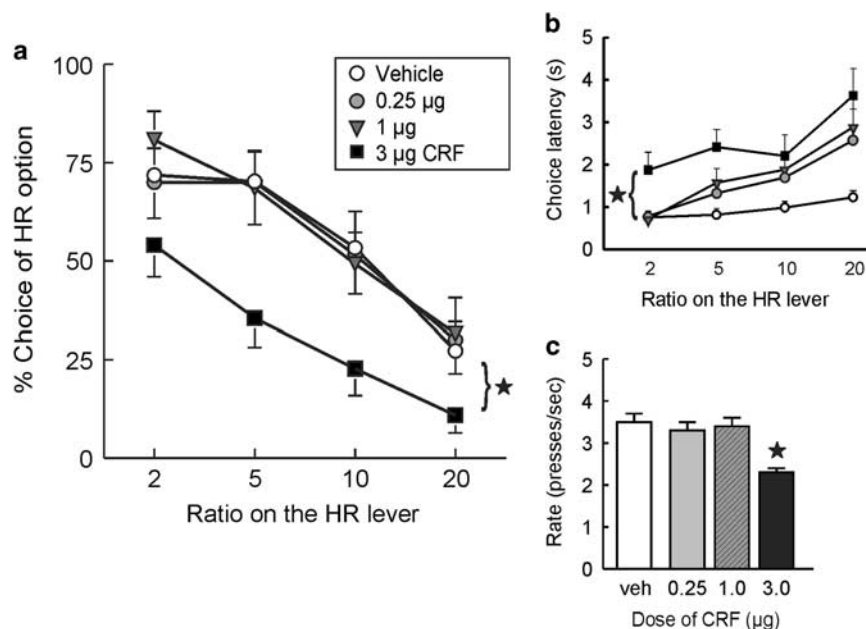 a
% Choice of HR option
100
75
50
25
0
2 5 10 20
Ratio on the HR lever
Vehicle
0.25 µg
1 µg
3 µg CRF
b
Choice latency (s)
5
4
3
2
1
0
2 5 10 20
Ratio on the HR lever
c
Rate (presses/sec)
5
4
3
2
1
0
veh 0.25 1.0 3.0
Dose of CRF (µg)